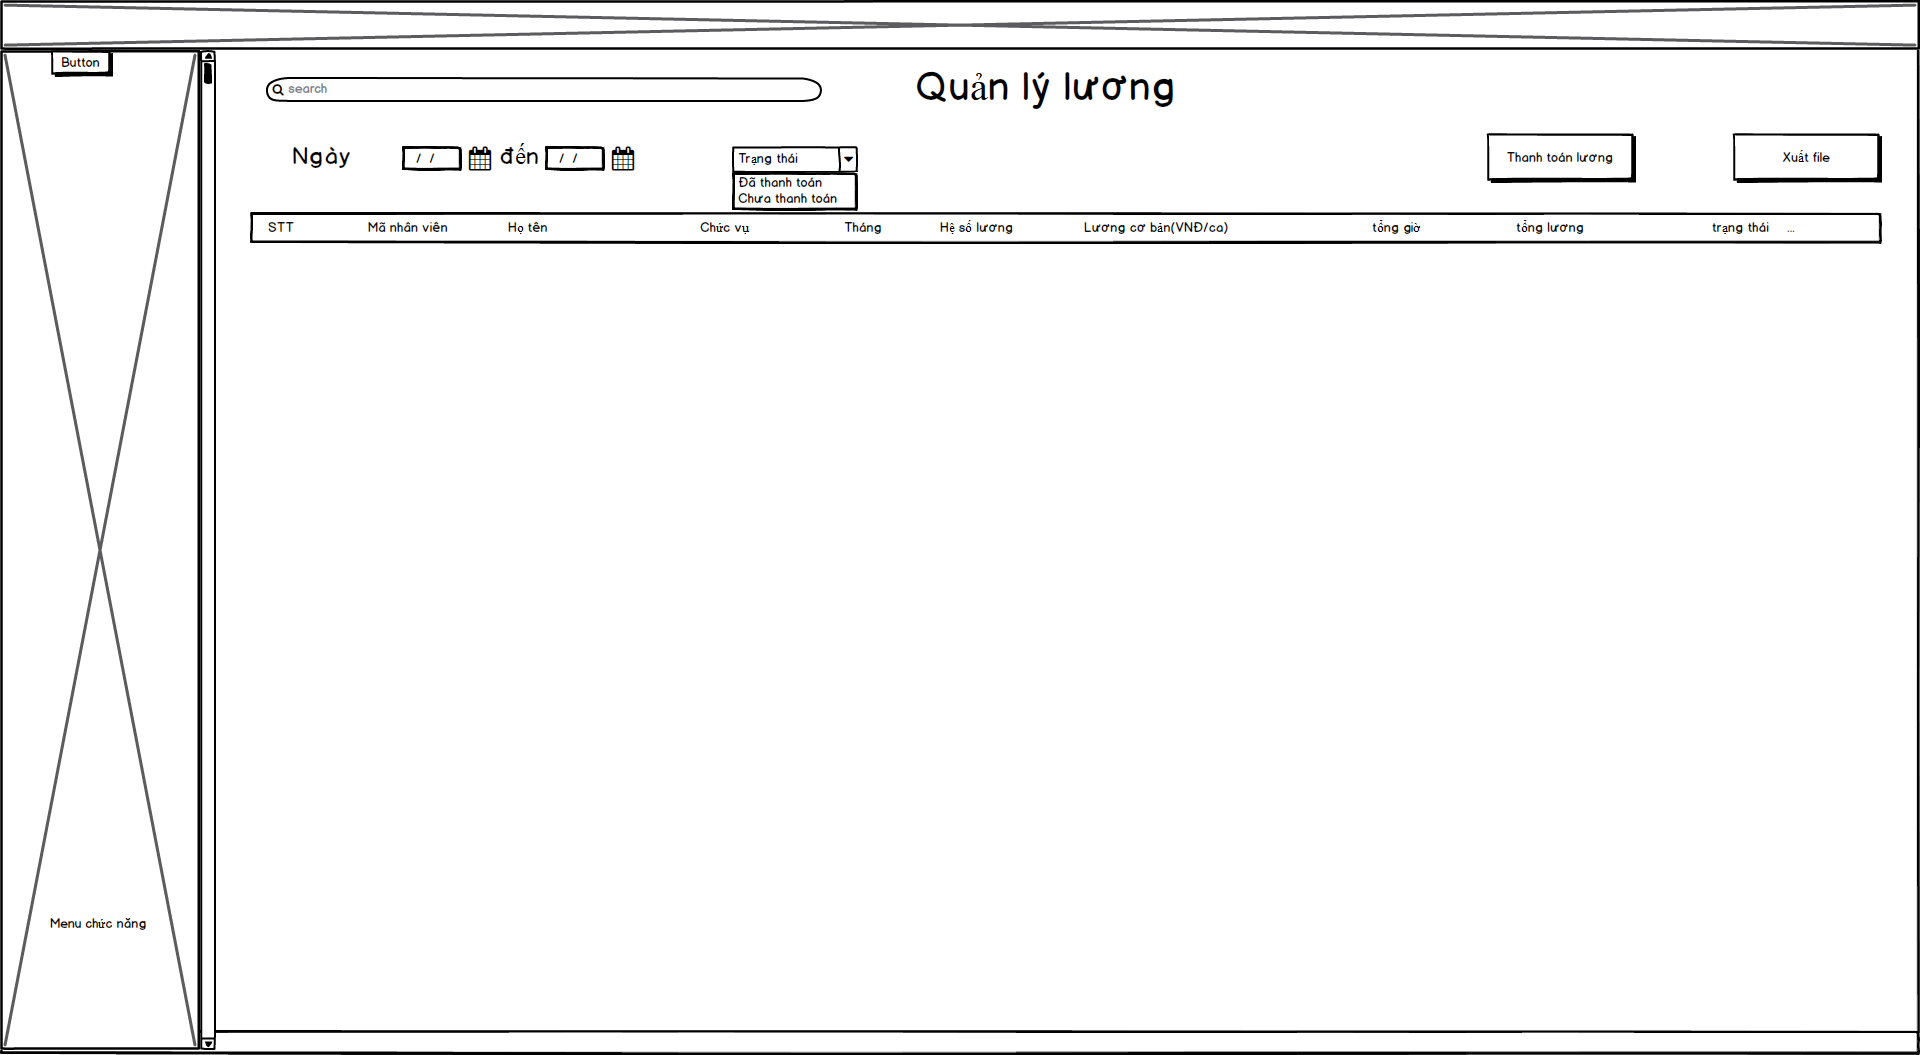 Button
search
Quản lý lương
Ngày / / đến / /
Trạng thái
Đã thanh toán
Chưa thanh toán
Thanh toán lương
Xuất file
STT Mã nhân viên Họ tên Chức vụ Tháng Hệ số lương Lương cơ bản(VNĐ/ca) tổng giờ tổng lương trạng thái ...
Menu chức năng